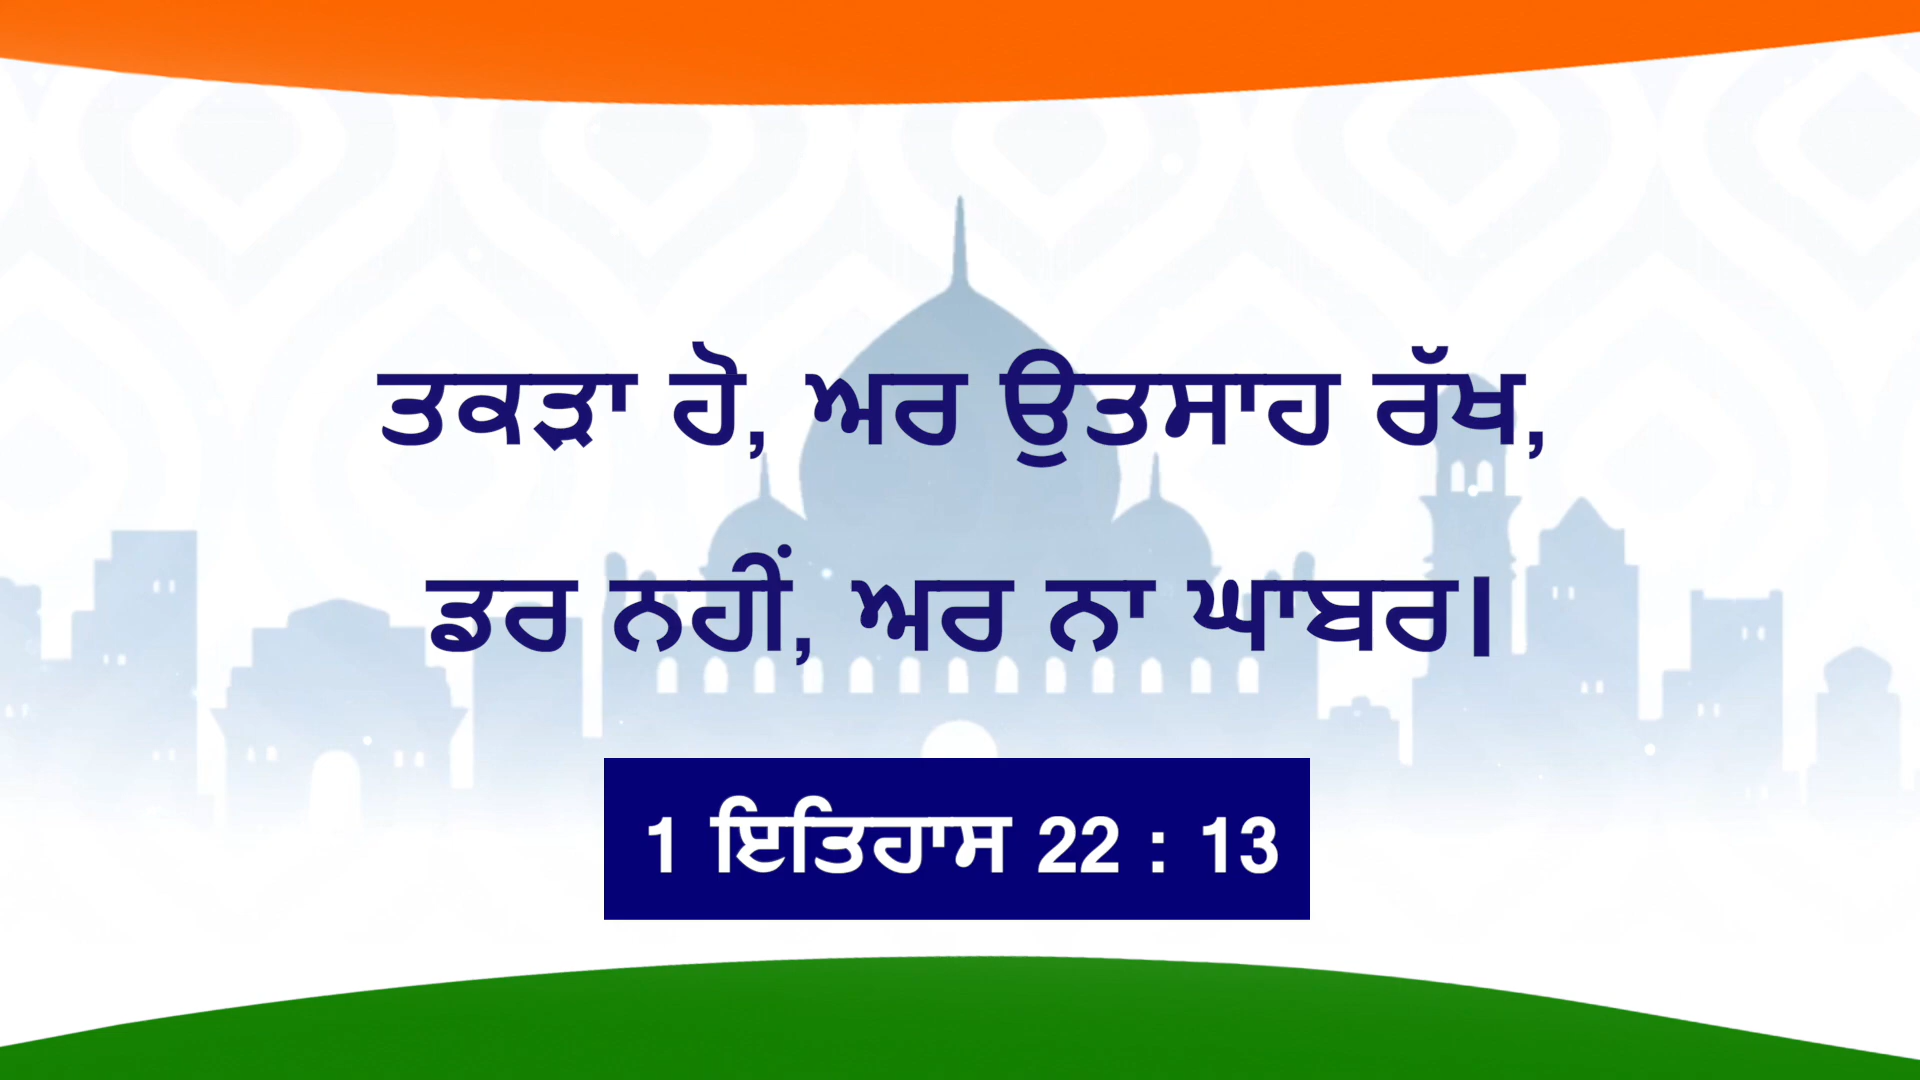 ਤਕੜਾ ਹੋ, ਅਰ ਉਤਸਾਹ ਰੱਖ,
ਡਰ ਨਹੀਂ, ਅਰ ਨਾ ਘਾਬਰ।
1 ਇਤਿਹਾਸ 22 : 13